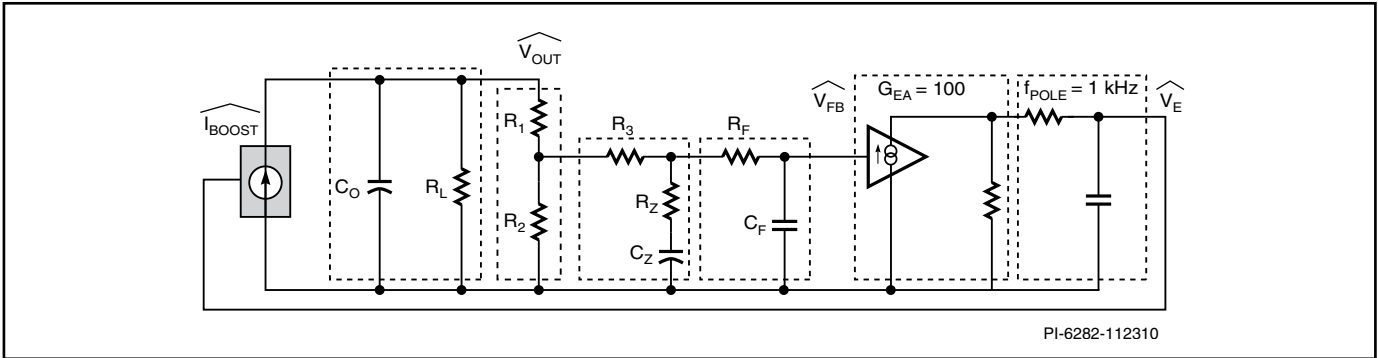 V_OUT
I_BOOST
V_FB
G_EA = 100
f_POLE = 1 kHz
V_E
R_1
R_3
R_F
C_O
R_L
R_2
R_Z
C_Z
C_F
PI-6282-112310